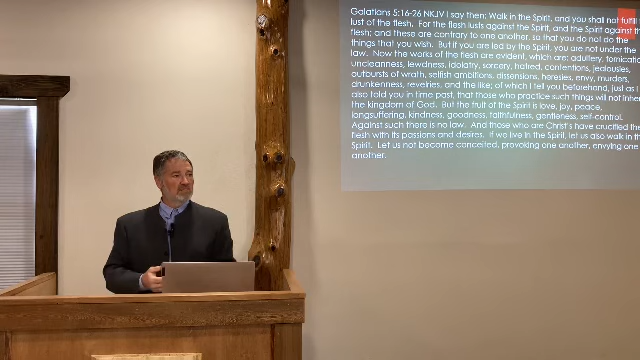 Galatians 5:16-26 NKJV I say then: Walk in the Spirit, and you shall not fulfill
lust of the flesh. For the flesh lusts against the Spirit, and the Spirit against
flesh; and these are contrary to one another, so that you do not do the
things that you wish. But if you are led by the Spirit, you are not under the
law. Now the works of the flesh are evident, which are: adultery, fornicatio
uncleanness, lewdness, idolatry, sorcery, hatred, contentions, jealousies,
outbursts of wrath, selfish ambitions, dissensions, heresies, envy, murders,
drunkenness, revelries, and the like; of which I tell you beforehand, just as I
also told you in time past, that those who practice such things will not inher
the kingdom of God. But the fruit of the Spirit is love, joy, peace,
longsuffering, kindness, goodness, faithfulness, gentleness, self-control.
Against such there is no law. And those who are Christ's have crucified the
flesh with its passions and desires. If we live in the Spirit, let us also walk in th
Spirit. Let us not become conceited, provoking one another, envying one
another.